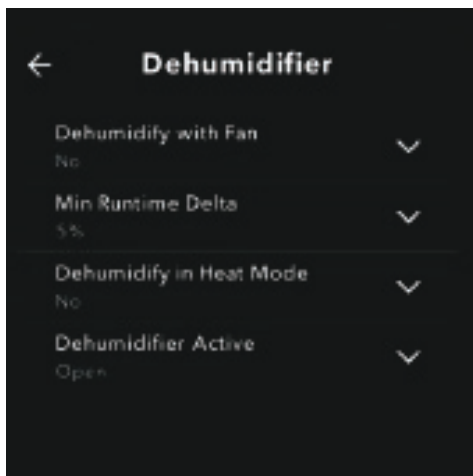 Dehumidifier
Dehumidify with Fan
No
Min Runtime Delta
5%
Dehumidify in Heat Mode
No
Dehumidifier Active
Open